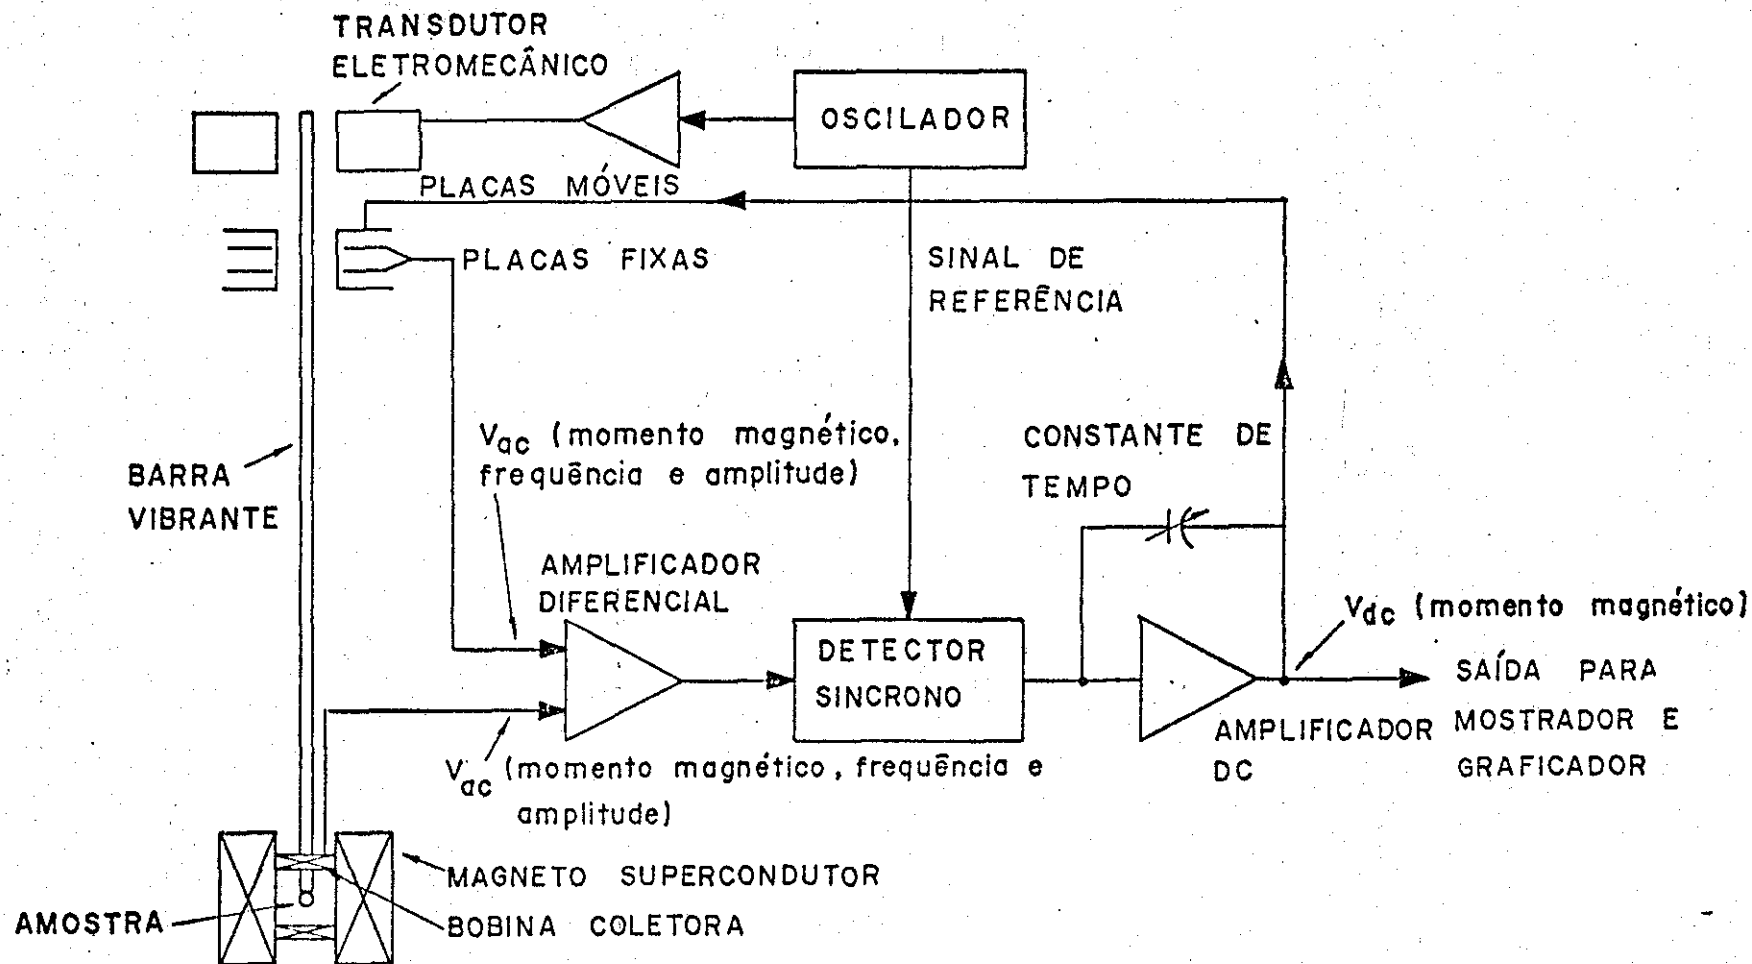 TRANSDUTOR
ELETROMECÂNICO
OSCILADOR
PLACAS MÓVEIS
PLACAS FIXAS
SINAL DE
REFERÊNCIA
Vac (momento magnético,
frequência e amplitude)
CONSTANTE DE
TEMPO
BARRA
VIBRANTE
AMPLIFICADOR
DIFERENCIAL
Vdc (momento magnético)
DETECTOR
SINCRONO
SAÍDA PARA
MOSTRADOR E
GRAFICADOR
AMPLIFICADOR
DC
Vac (momento magnético, frequência e
amplitude)
MAGNETO SUPERCONDUTOR
AMOSTRA
BOBINA COLETORA